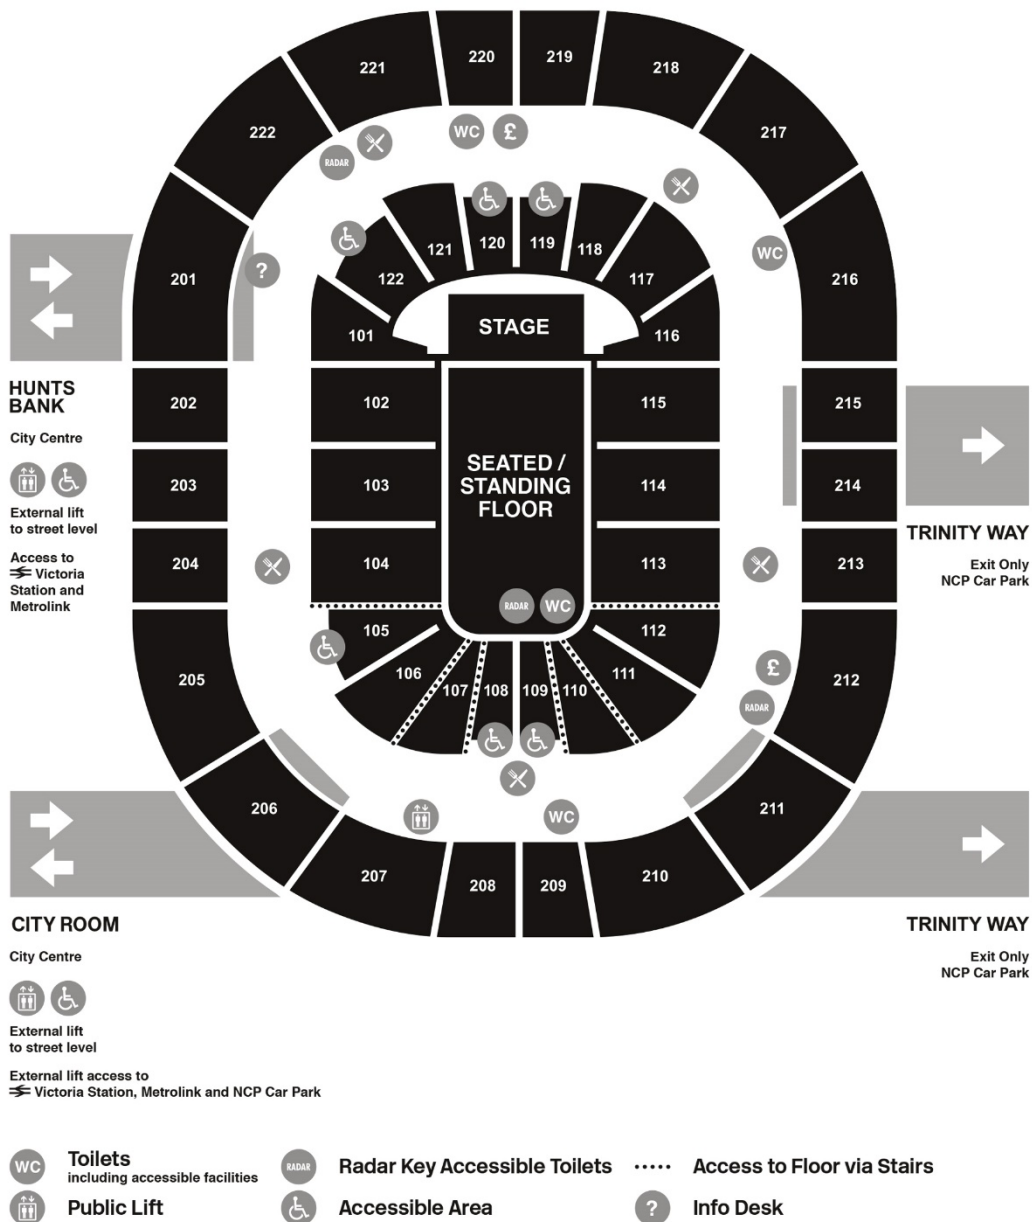 220 219
221 218
222 217
WC £
RADAR
120 119
121 118
WC
201 122 117 216
?
STAGE
101 116
HUNTS
BANK
City Centre
External lift
to street level
Access to
Victoria
Station and
Metrolink
202 102 115 215
203 103 114 214
SEATED /
STANDING
FLOOR
204 104 113 213
TRINITY WAY
Exit Only
NCP Car Park
RADAR WC
105 112
205 106 107 108 109 110 111 212
£
RADAR
206 211
WC
207 210
208 209
CITY ROOM
City Centre
External lift
to street level
External lift access to
Victoria Station, Metrolink and NCP Car Park
TRINITY WAY
Exit Only
NCP Car Park
WC Toilets
including accessible facilities
RADAR Radar Key Accessible Toilets
Access to Floor via Stairs
Public Lift
Accessible Area
? Info Desk